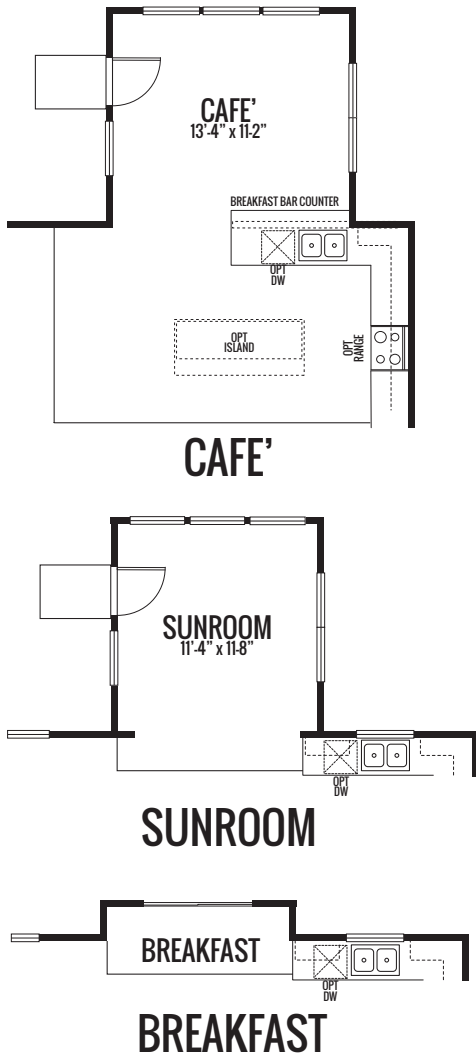 CAFE’
13’-4” x 11-2”
BREAKFAST BAR COUNTER
OPT
DW
OPT
ISLAND
OPT
RANGE
CAFE’
SUNROOM
11’-4” x 11-8”
OPT
DW
SUNROOM
BREAKFAST
OPT
DW
BREAKFAST